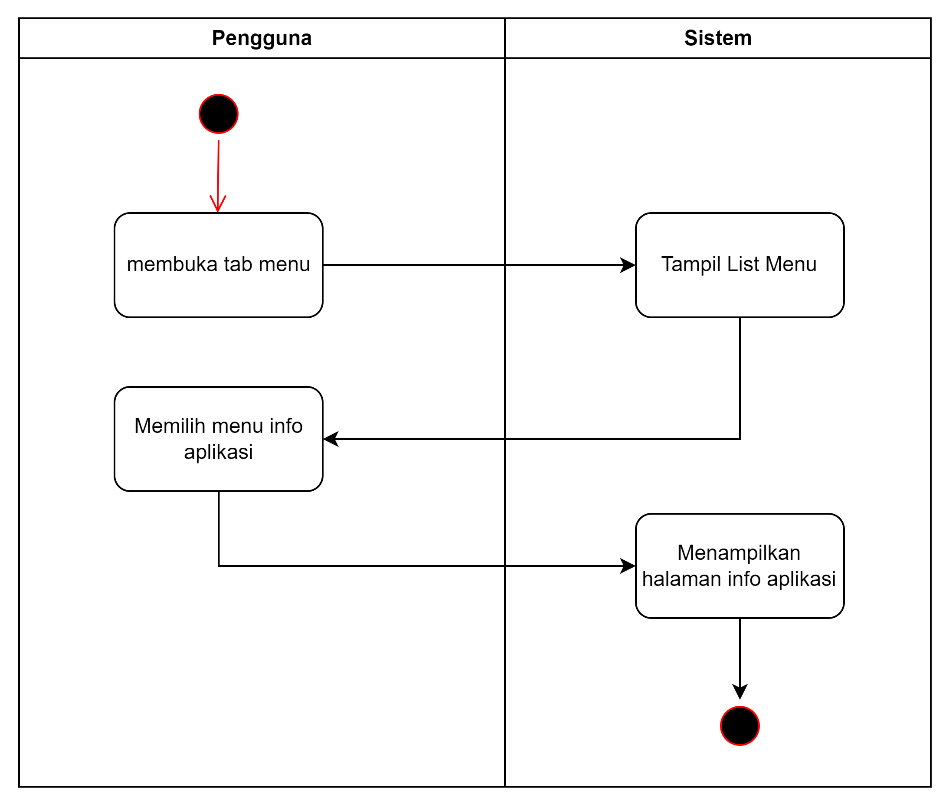 Pengguna
Sistem
membuka tab menu
Tampil List Menu
Memilih menu info
aplikasi
Menampilkan
halaman info aplikasi